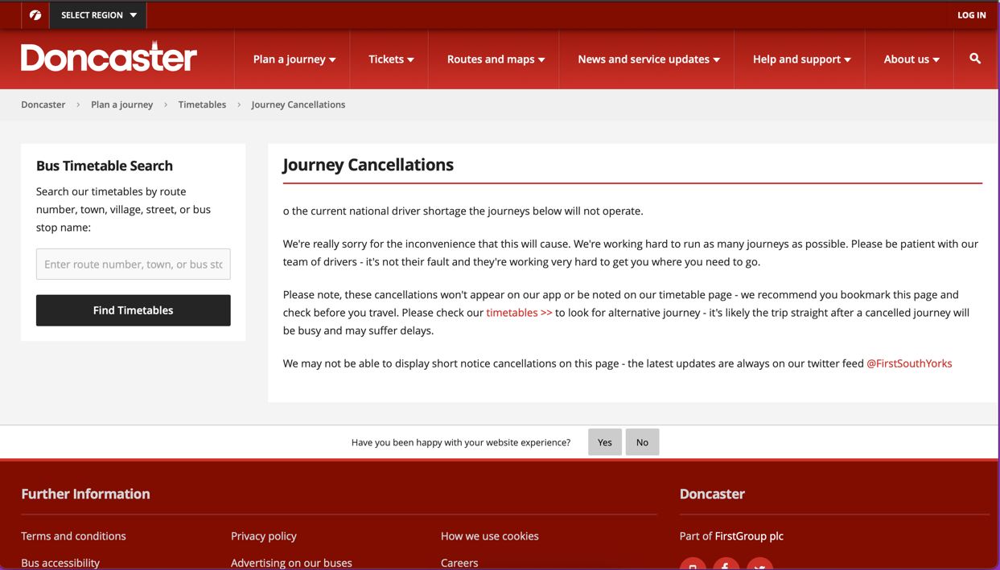 SELECT REGION
LOG IN
Doncaster
Plan a journey
Tickets
Routes and maps
News and service updates
Help and support
About us
Doncaster › Plan a journey › Timetables › Journey Cancellations
Bus Timetable Search
Search our timetables by route
number, town, village, street, or bus
stop name:
Enter route number, town, or bus sto
Find Timetables
Journey Cancellations
o the current national driver shortage the journeys below will not operate.
We're really sorry for the inconvenience that this will cause. We're working hard to run as many journeys as possible. Please be patient with our
team of drivers - it's not their fault and they're working very hard to get you where you need to go.
Please note, these cancellations won't appear on our app or be noted on our timetable page - we recommend you bookmark this page and
check before you travel. Please check our timetables >> to look for alternative journey - it's likely the trip straight after a cancelled journey will
be busy and may suffer delays.
We may not be able to display short notice cancellations on this page - the latest updates are always on our twitter feed @FirstSouthYorks
Have you been happy with your website experience?
Yes
No
Further Information
Terms and conditions
Privacy policy
How we use cookies
Bus accessibility
Advertising on our buses
Careers
Doncaster
Part of FirstGroup plc